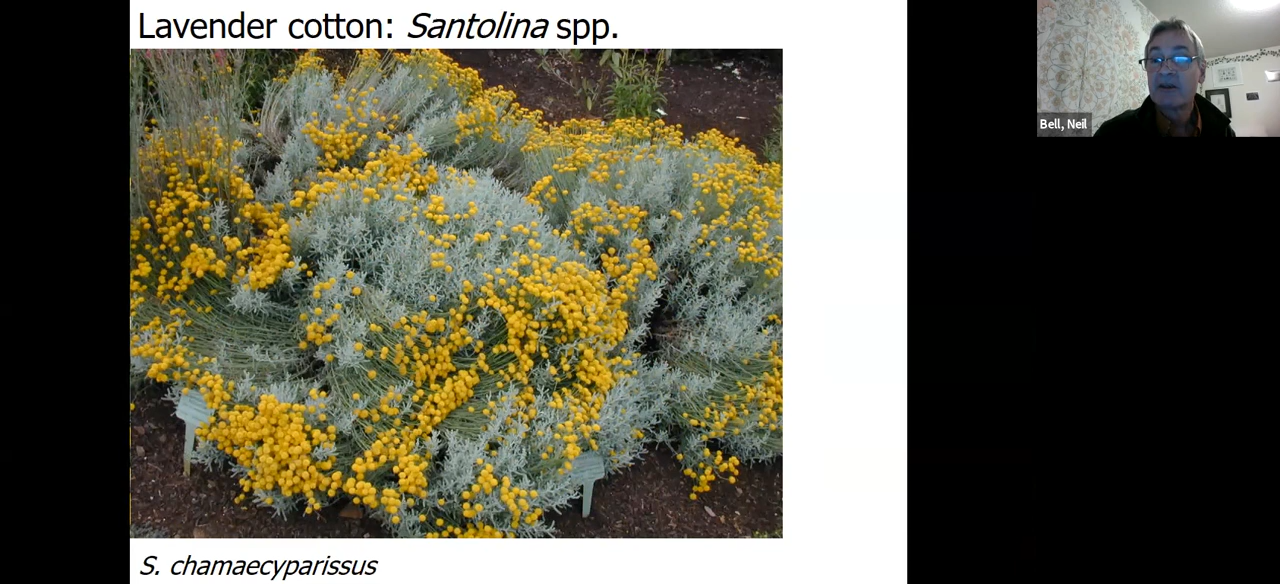 Lavender cotton: Santolina spp.
Bell, Neil
S. chamaecyparissus